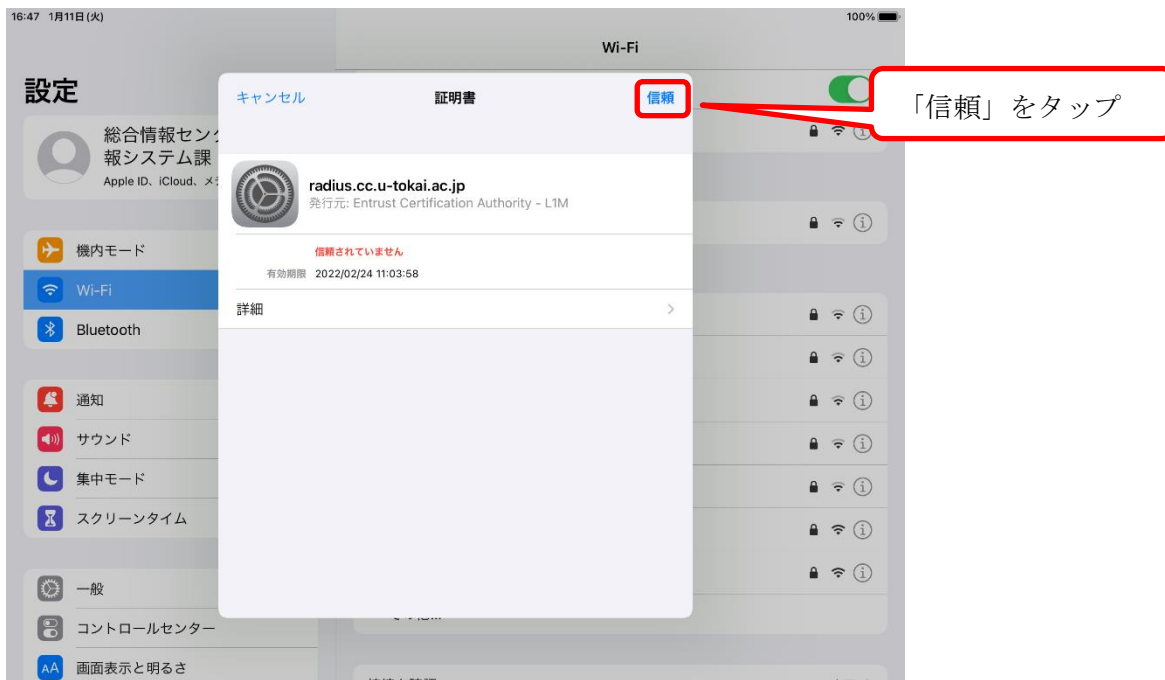 16:47 1月11日(火)
100%
Wi-Fi
設定
キャンセル
証明書
信頼
「信頼」をタップ
総合情報セン
報システム課
Apple ID、iCloud、メ
radius.cc.u-tokai.ac.jp
発行元: Entrust Certification Authority - L1M
信頼されていません
有効期限 2022/02/24 11:03:58
詳細
機内モード
Wi-Fi
Bluetooth
通知
サウンド
集中モード
スクリーンタイム
一般
コントロールセンター
AA 画面表示と明るさ